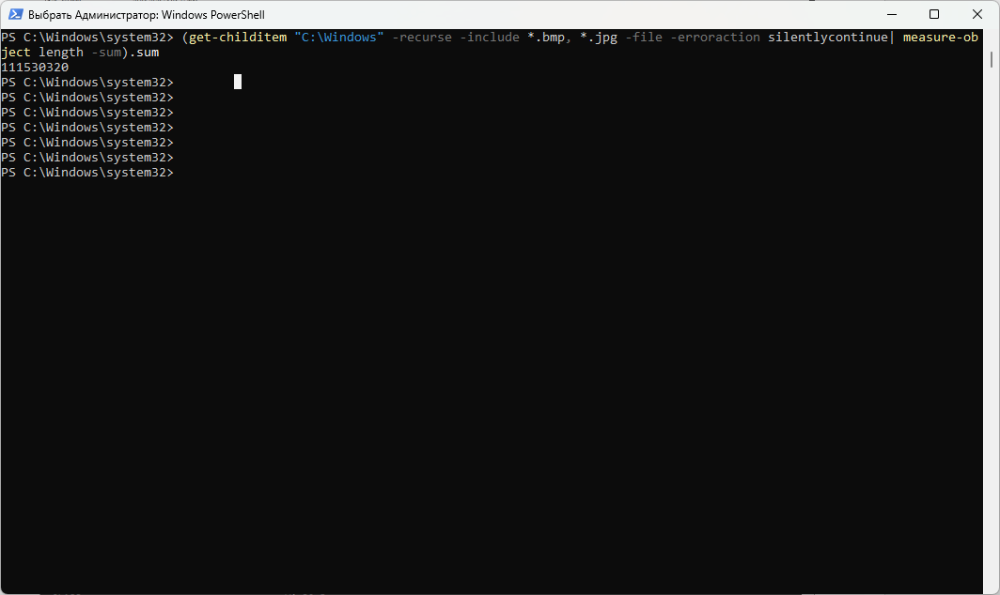 Выбрать Администратор: Windows PowerShell
PS C:\Windows\system32> (get-childitem "C:\Windows" -recurse -include *.bmp, *.jpg -file -erroraction silentlycontinue| measure-ob
ject length -sum).sum
111530320
PS C:\Windows\system32>
PS C:\Windows\system32>
PS C:\Windows\system32>
PS C:\Windows\system32>
PS C:\Windows\system32>
PS C:\Windows\system32>
PS C:\Windows\system32>